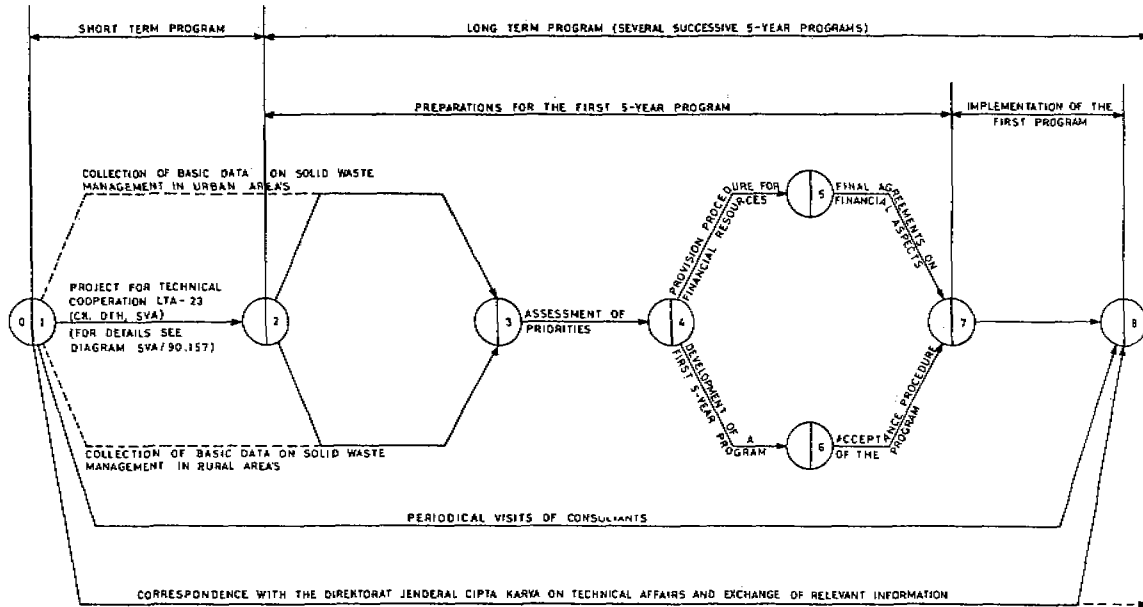 SHORT TERM PROGRAM
LONG TERM PROGRAM (SEVERAL SUCCESSIVE 5-YEAR PROGRAMS)
PREPARATIONS FOR THE FIRST 5-YEAR PROGRAM
IMPLEMENTATION OF THE
FIRST PROGRAM
COLLECTION OF BASIC DATA ON SOLID WASTE
MANAGEMENT IN URBAN AREA'S
PROVISION PROCEDURE FOR
FINANCIAL RESOURCES
5
FINAL AGREEMENTS ON
FINANCIAL ASPECTS
PROJECT FOR TECHNICAL
COOPERATION LTA-23
(CK, DTH, SVA)
(FOR DETAILS SEE
DIAGRAM SVA/90.157)
0 1
2
3
ASSESSMENT OF
PRIORITIES
4
7
8
DEVELOPMENT OF A
FIRST 5-YEAR PROGRAM
6
ACCEPTANCE PROCEDURE
OF THE PROGRAM
COLLECTION OF BASIC DATA ON SOLID WASTE
MANAGEMENT IN RURAL AREA'S
PERIODICAL VISITS OF CONSULTANTS
CORRESPONDENCE WITH THE DIREKTORAT JENDERAL CIPTA KARYA ON TECHNICAL AFFAIRS AND EXCHANGE OF RELEVANT INFORMATION